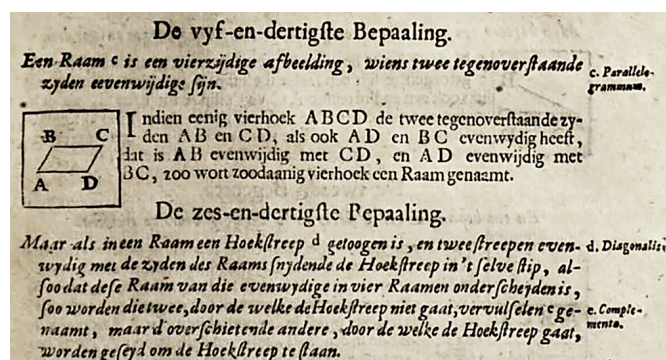 De vyf-en-dertigſte Bepaaling.
Een Raam c is een vierzijdige afbeelding, wiens twee tegenoverſtaande
zyden eevenwijdige ſijn.
c. Parallelo-
grammum.
Indien eenig vierhoek ABCD de twee tegenoverſtaande zy-
den AB en CD, als ook AD en BC evenwydig heeft,
dat is AB evenwijdig met CD, en AD evenwijdig met
BC, zoo wort zoodaanig vierhoek een Raam genaamt.
B C
A D
De zes-en-dertigſte Bepaaling.
Maar als in een Raam een Hoekſtreep d getoogen is, en twee ſtreepen even-
wydig met de zyden des Raams ſnydende de Hoekſtreep in't ſelve ſtip, al-
ſoo dat deſe Raam van die evenwydige in vier Raamen onderſcheyden is,
ſoo worden die twee, door de welke de Hoekſtreep niet gaat, vervulſelen e ge-
naamt, maar d'overſchietende andere, door de welke de Hoekſtreep gaat,
worden geſeyd om de Hoekſtreep te ſtaan.
d. Diagonalis.
e. Comple-
menta.